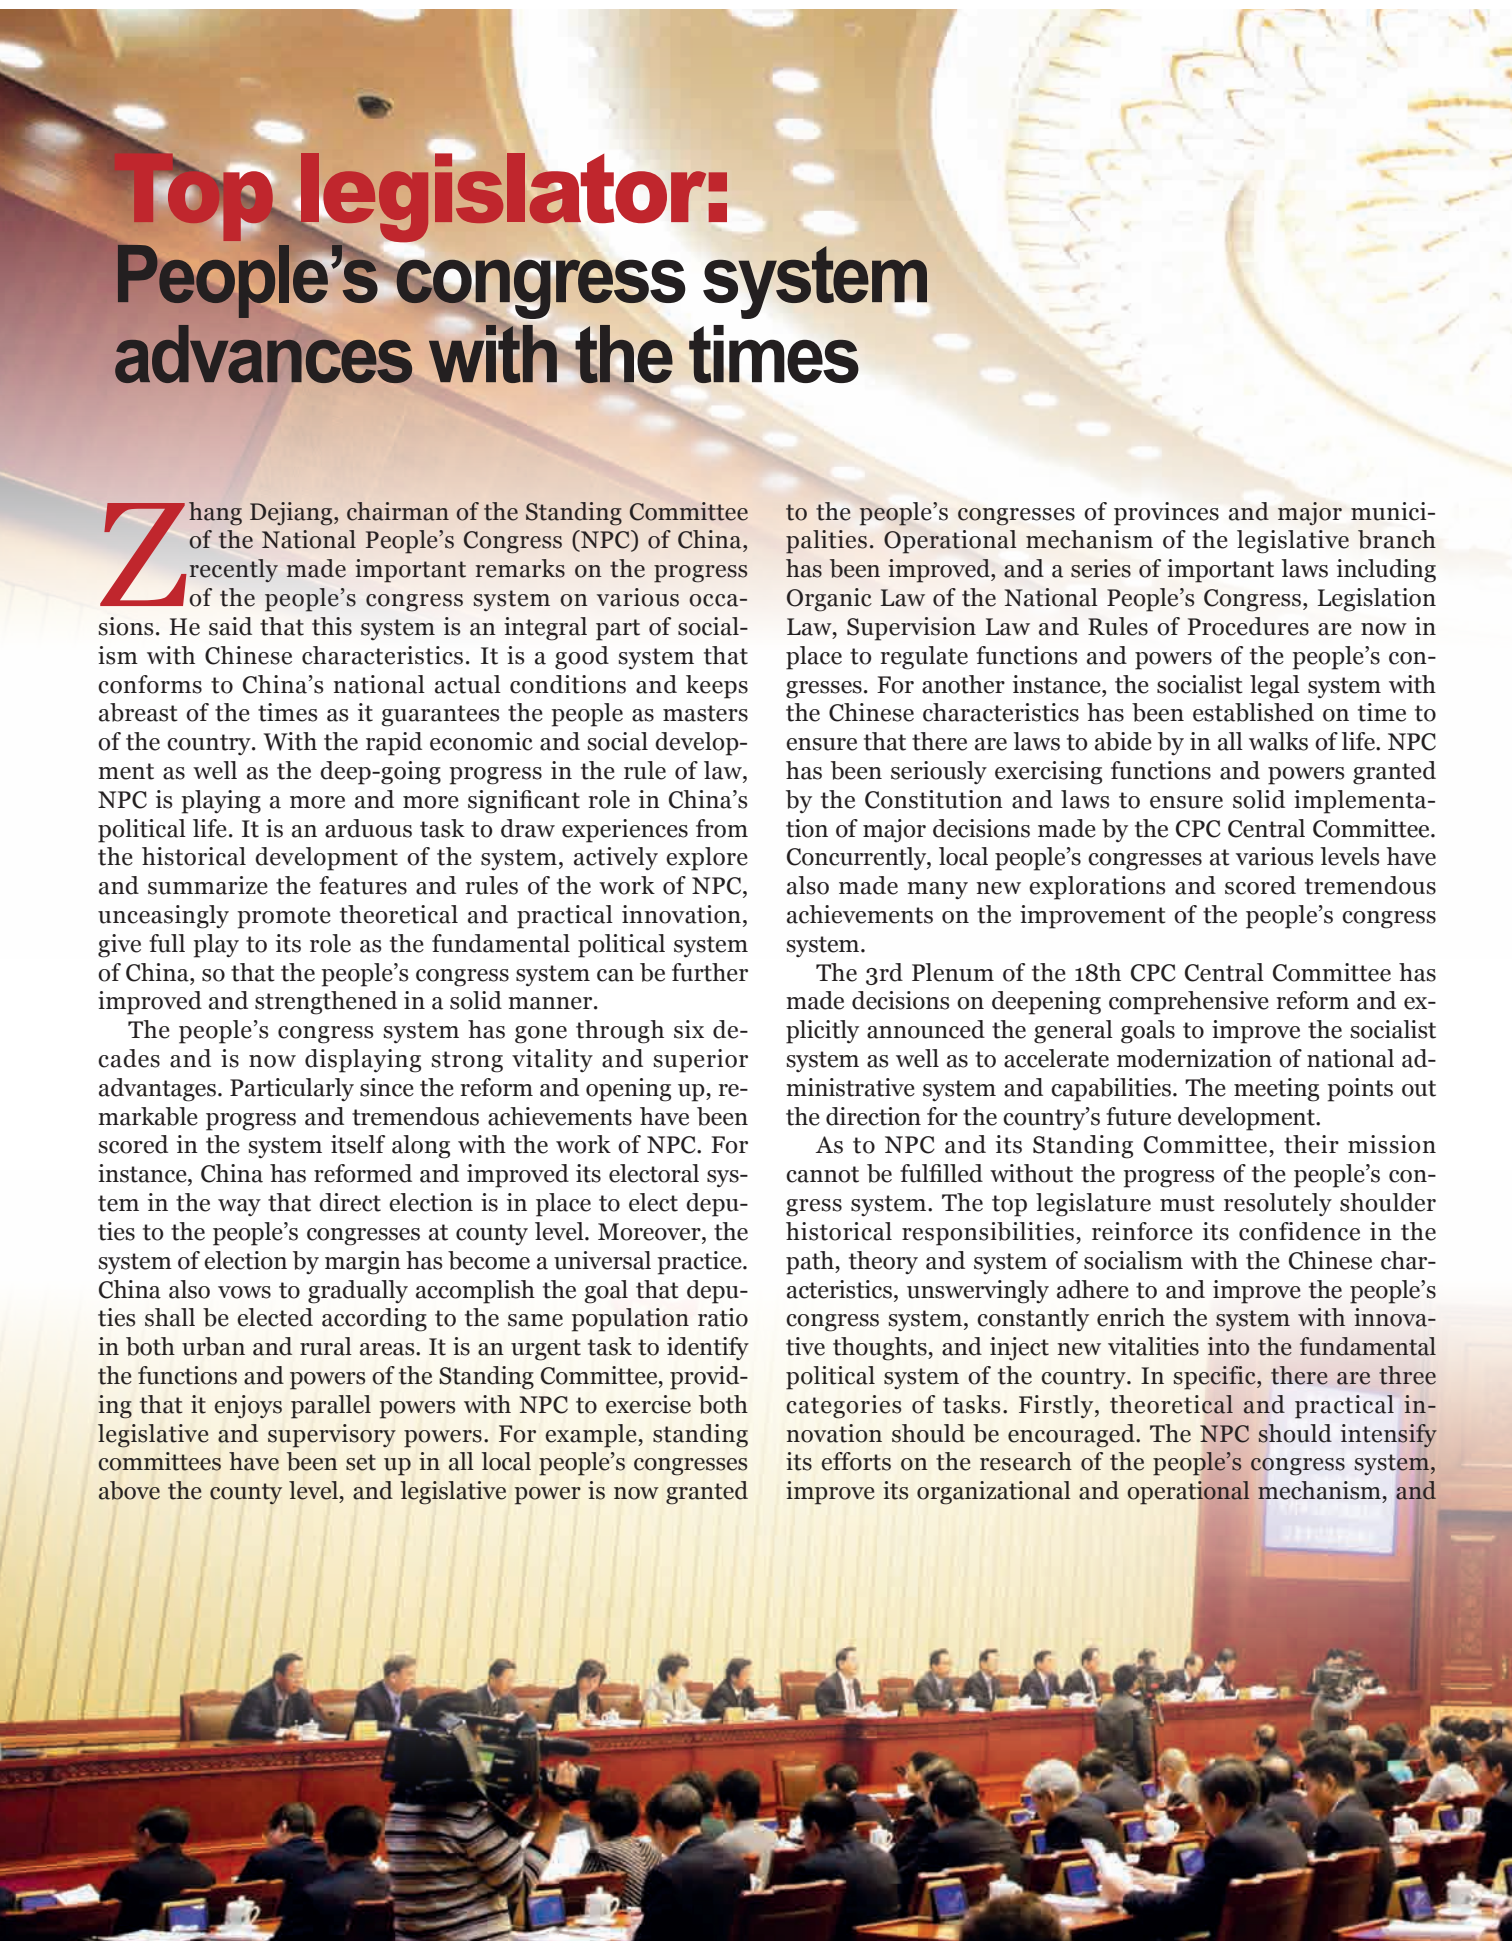 Top legislator:
People’s congress system
advances with the times
Zhang Dejiang, chairman of the Standing Committee
of the National People’s Congress (NPC) of China,
recently made important remarks on the progress
of the people’s congress system on various occa-
sions. He said that this system is an integral part of social-
ism with Chinese characteristics. It is a good system that
conforms to China’s national actual conditions and keeps
abreast of the times as it guarantees the people as masters
of the country. With the rapid economic and social develop-
ment as well as the deep-going progress in the rule of law,
NPC is playing a more and more significant role in China’s
political life. It is an arduous task to draw experiences from
the historical development of the system, actively explore
and summarize the features and rules of the work of NPC,
unceasingly promote theoretical and practical innovation,
give full play to its role as the fundamental political system
of China, so that the people’s congress system can be further
improved and strengthened in a solid manner.
The people’s congress system has gone through six de-
cades and is now displaying strong vitality and superior
advantages. Particularly since the reform and opening up, re-
markable progress and tremendous achievements have been
scored in the system itself along with the work of NPC. For
instance, China has reformed and improved its electoral sys-
tem in the way that direct election is in place to elect depu-
ties to the people’s congresses at county level. Moreover, the
system of election by margin has become a universal practice.
China also vows to gradually accomplish the goal that depu-
ties shall be elected according to the same population ratio
in both urban and rural areas. It is an urgent task to identify
the functions and powers of the Standing Committee, provid-
ing that it enjoys parallel powers with NPC to exercise both
legislative and supervisory powers. For example, standing
committees have been set up in all local people’s congresses
above the county level, and legislative power is now granted
to the people’s congresses of provinces and major munici-
palities. Operational mechanism of the legislative branch
has been improved, and a series of important laws including
Organic Law of the National People’s Congress, Legislation
Law, Supervision Law and Rules of Procedures are now in
place to regulate functions and powers of the people’s con-
gresses. For another instance, the socialist legal system with
the Chinese characteristics has been established on time to
ensure that there are laws to abide by in all walks of life. NPC
has been seriously exercising functions and powers granted
by the Constitution and laws to ensure solid implementa-
tion of major decisions made by the CPC Central Committee.
Concurrently, local people’s congresses at various levels have
also made many new explorations and scored tremendous
achievements on the improvement of the people’s congress
system.
The 3rd Plenum of the 18th CPC Central Committee has
made decisions on deepening comprehensive reform and ex-
plicitly announced the general goals to improve the socialist
system as well as to accelerate modernization of national ad-
ministrative system and capabilities. The meeting points out
the direction for the country’s future development.
As to NPC and its Standing Committee, their mission
cannot be fulfilled without the progress of the people’s con-
gress system. The top legislature must resolutely shoulder
historical responsibilities, reinforce its confidence in the
path, theory and system of socialism with the Chinese char-
acteristics, unswervingly adhere to and improve the people’s
congress system, constantly enrich the system with innova-
tive thoughts, and inject new vitalities into the fundamental
political system of the country. In specific, there are three
categories of tasks. Firstly, theoretical and practical in-
novation should be encouraged. The NPC should intensify
its efforts on the research of the people’s congress system,
improve its organizational and operational mechanism, and